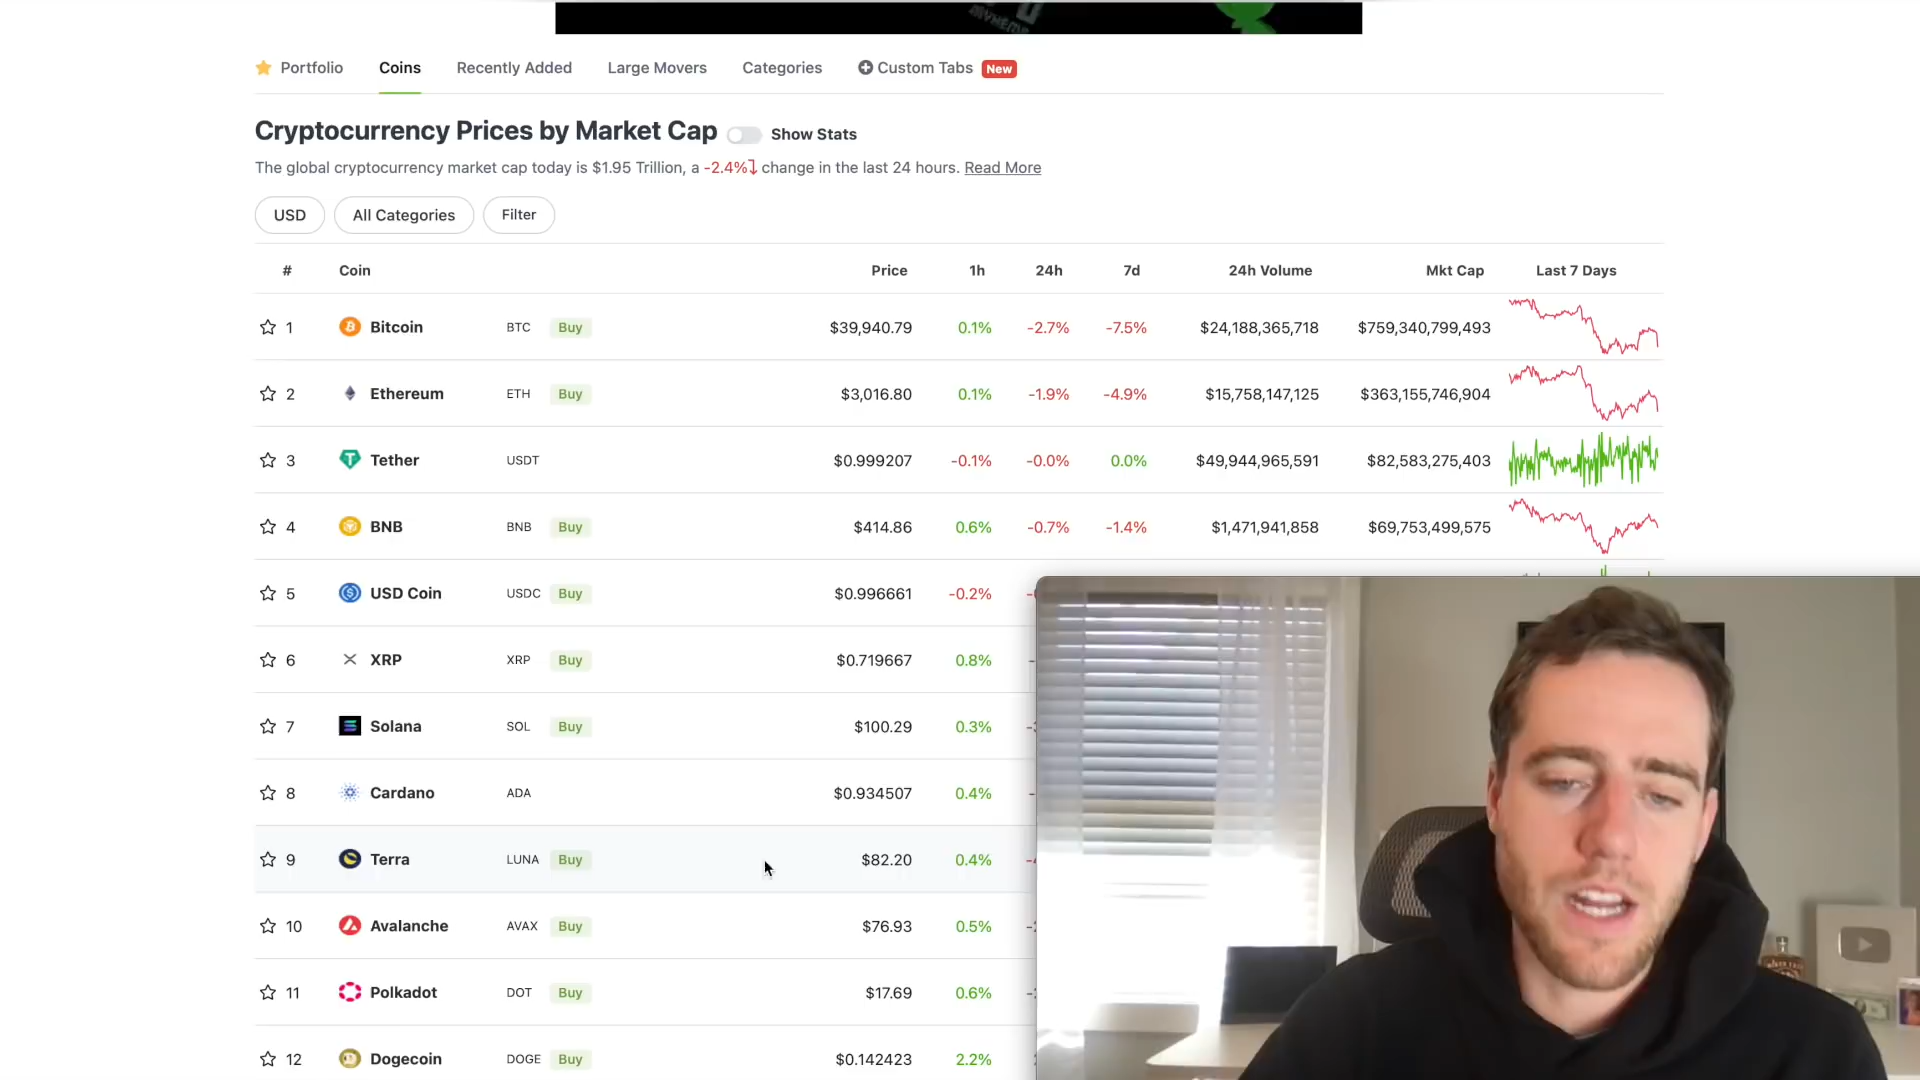 Portfolio Coins Recently Added Large Movers Categories Custom Tabs New
Cryptocurrency Prices by Market Cap Show Stats
The global cryptocurrency market cap today is $1.95 Trillion, a -2.4% change in the last 24 hours. Read More
USD All Categories Filter
# Coin Price 1h 24h 7d 24h Volume Mkt Cap Last 7 Days
1 Bitcoin BTC Buy $39,940.79 0.1% -2.7% -7.5% $24,188,365,718 $759,340,799,493
2 Ethereum ETH Buy $3,016.80 0.1% -1.9% -4.9% $15,758,147,125 $363,155,746,904
3 Tether USDT $0.999207 -0.1% -0.0% 0.0% $49,944,965,591 $82,583,275,403
4 BNB BNB Buy $414.86 0.6% -0.7% -1.4% $1,471,941,858 $69,753,499,575
5 USD Coin USDC Buy $0.996661 -0.2%
6 XRP XRP Buy $0.719667 0.8%
7 Solana SOL Buy $100.29 0.3%
8 Cardano ADA $0.934507 0.4%
9 Terra LUNA Buy $82.20 0.4%
10 Avalanche AVAX Buy $76.93 0.5%
11 Polkadot DOT Buy $17.69 0.6%
12 Dogecoin DOGE Buy $0.142423 2.2%